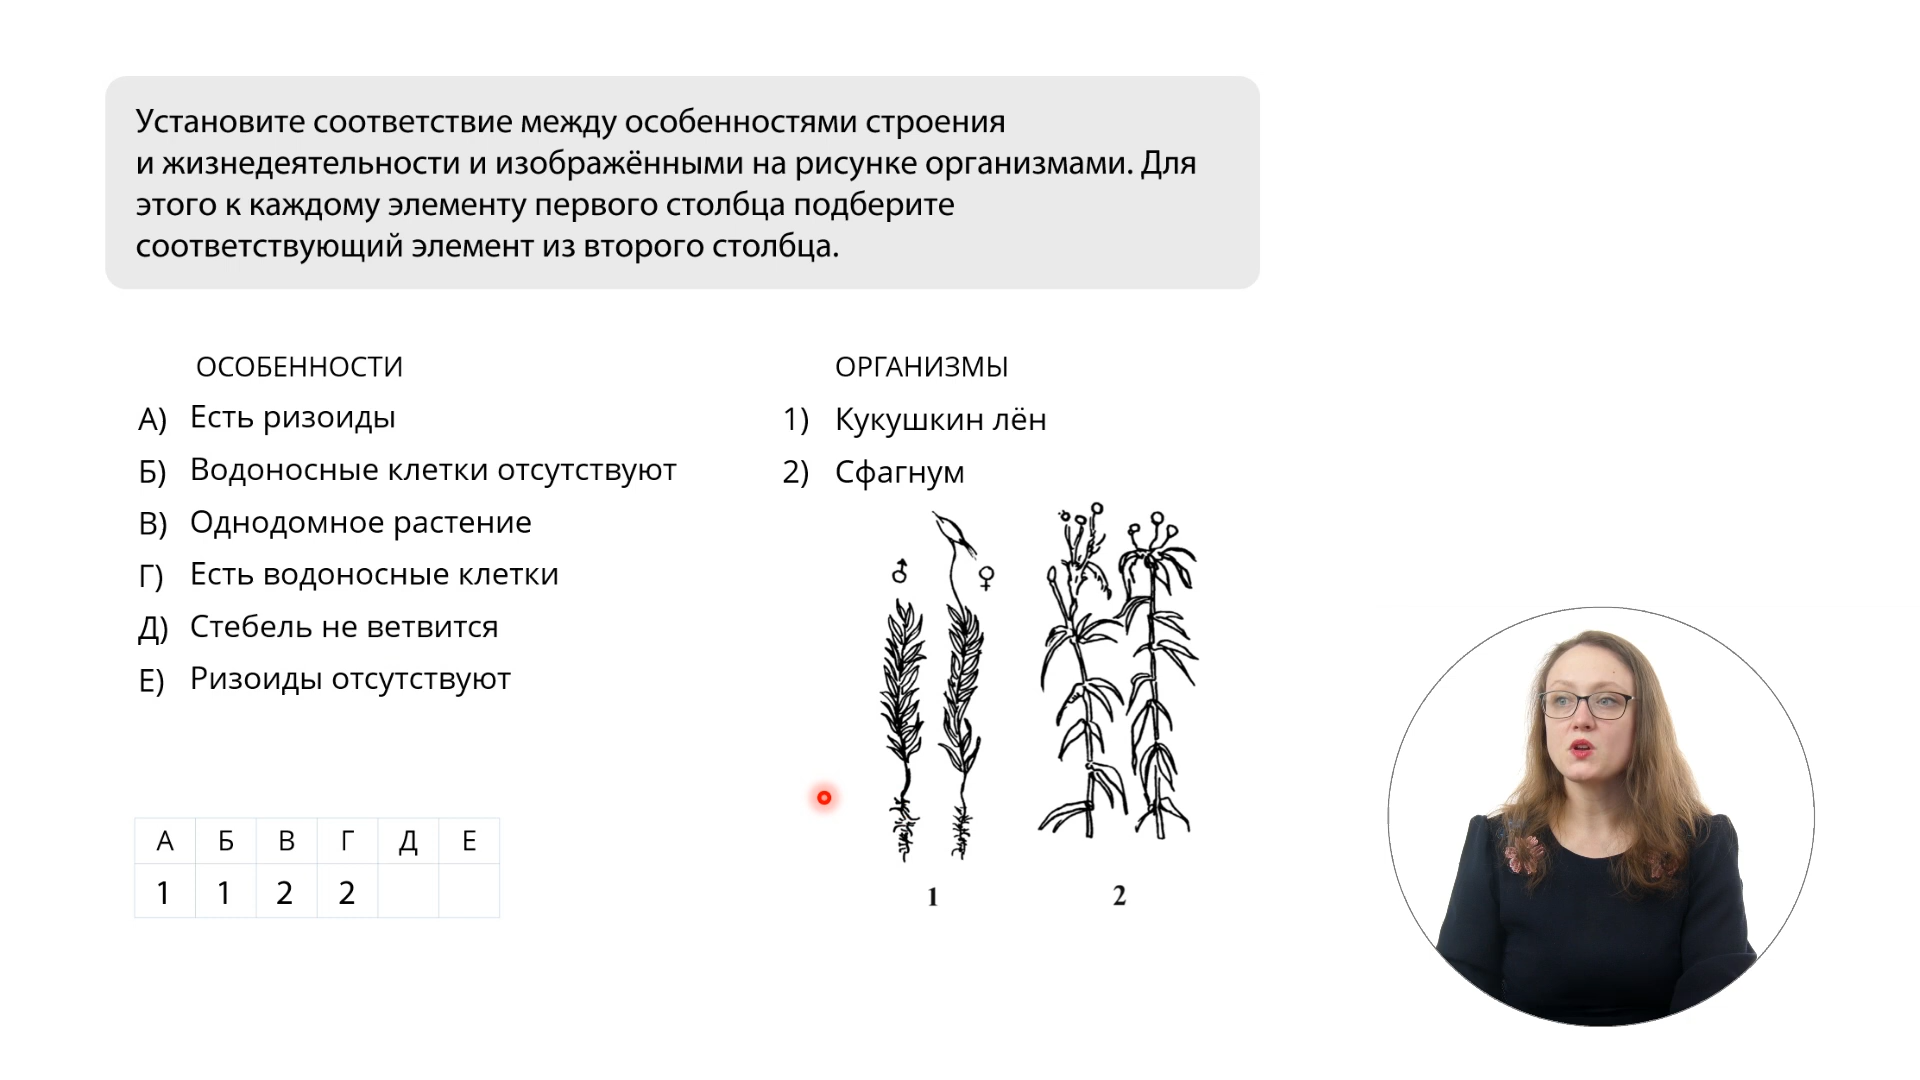 Установите соответствие между особенностями строения
и жизнедеятельности и изображёнными на рисунке организмами. Для
этого к каждому элементу первого столбца подберите
соответствующий элемент из второго столбца.
ОСОБЕННОСТИ
А) Есть ризоиды
Б) Водоносные клетки отсутствуют
В) Однодомное растение
Г) Есть водоносные клетки
Д) Стебель не ветвится
Е) Ризоиды отсутствуют
ОРГАНИЗМЫ
1) Кукушкин лён
2) Сфагнум
♂ ♀
1 2
А Б В Г Д Е
1 1 2 2